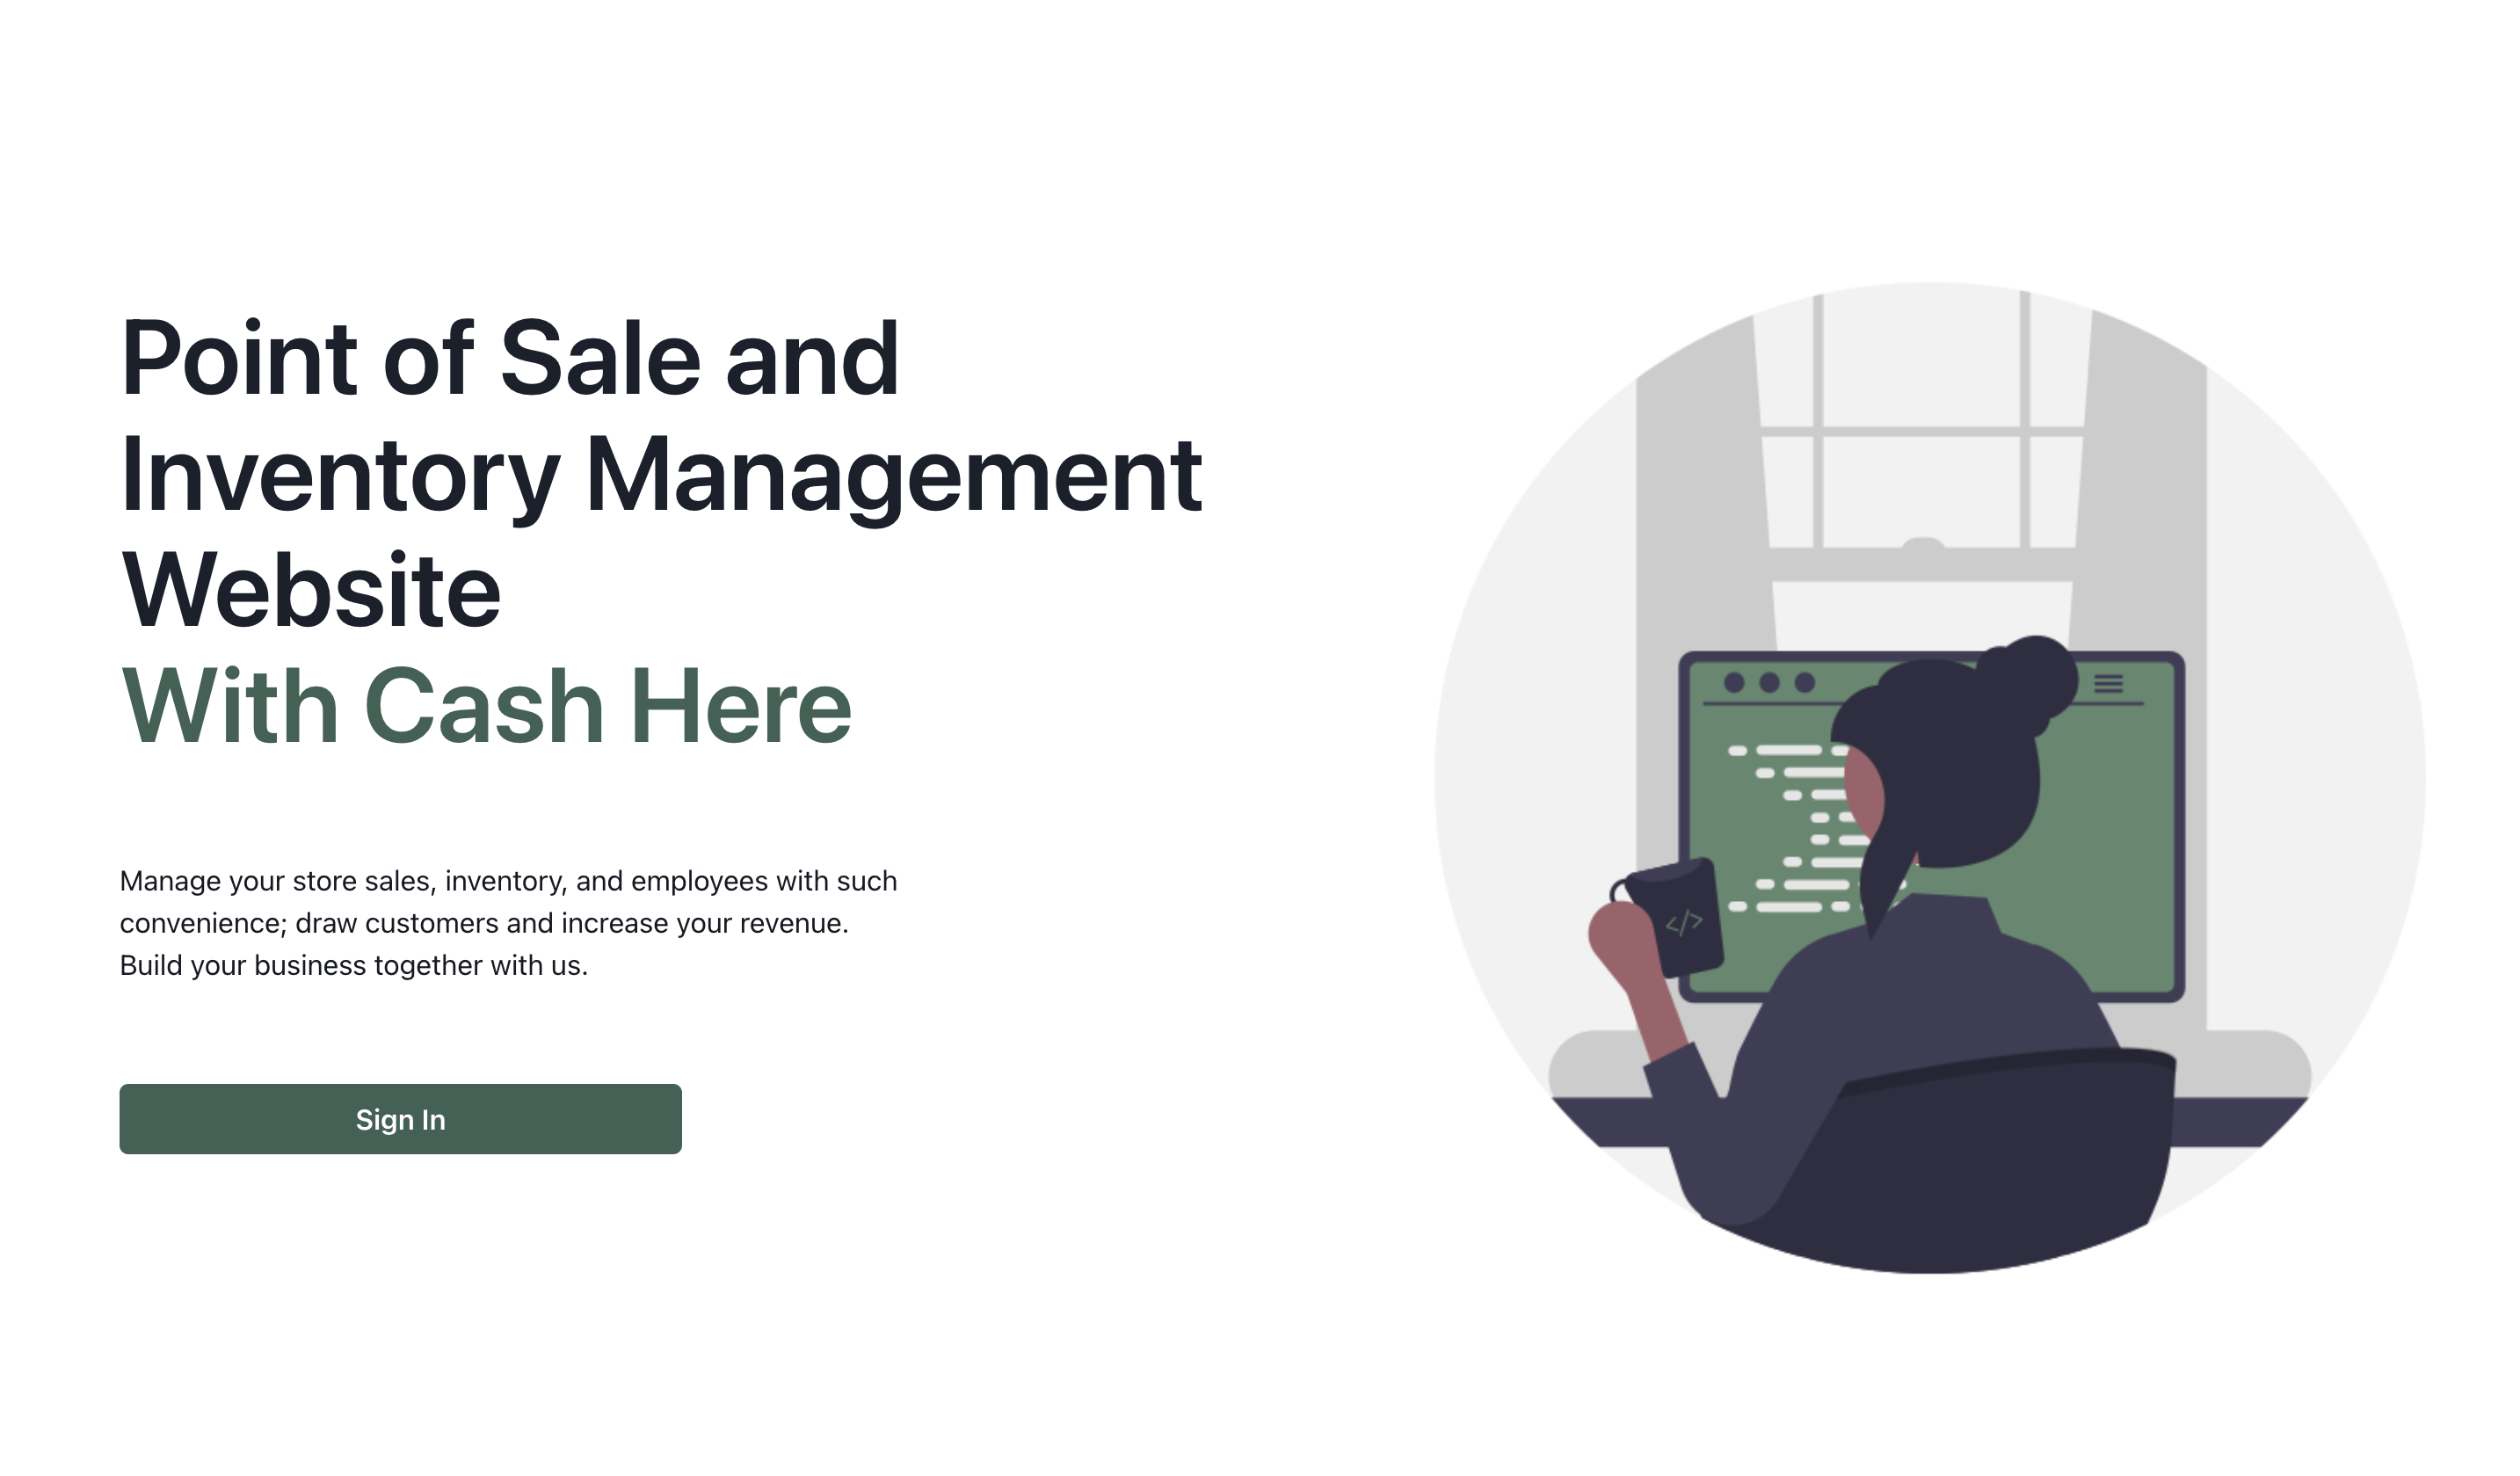 Point of Sale and
Inventory Management
Website
With Cash Here
Manage your store sales, inventory, and employees with such
convenience; draw customers and increase your revenue.
Build your business together with us.
Sign In
</>